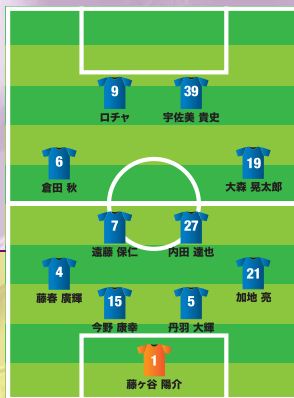 9
39
ロチャ
宇佐美 貴史
6
19
倉田 秋
大森 晃太郎
7
27
遠藤 保仁
内田 達也
4
21
藤春 廣輝
加地 亮
15
5
今野 康幸
丹羽 大輝
1
藤ヶ谷 陽介